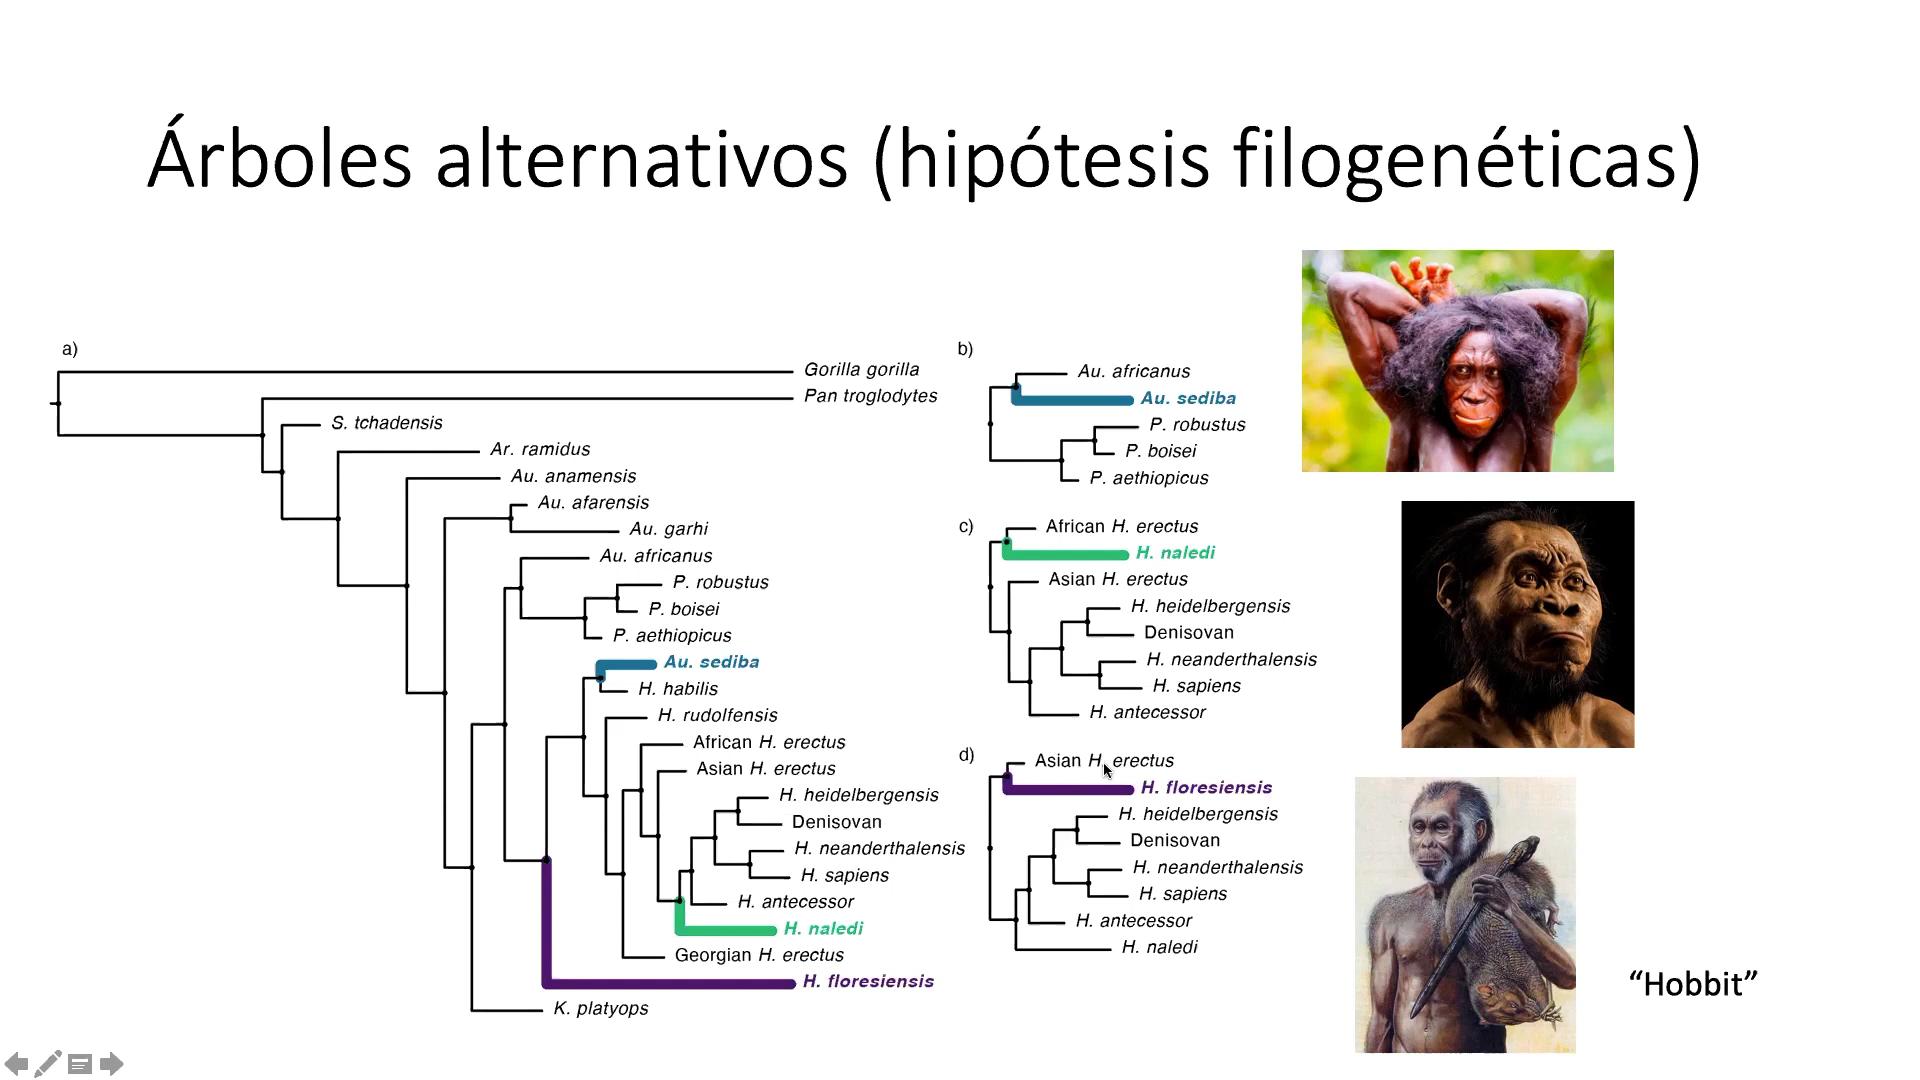 Árboles alternativos (hipótesis filogenéticas)
a)
Gorilla gorilla
Pan troglodytes
S. tchadensis
Ar. ramidus
Au. anamensis
Au. afarensis
Au. garhi
Au. africanus
P. robustus
P. boisei
P. aethiopicus
Au. sediba
H. habilis
H. rudolfensis
African H. erectus
Asian H. erectus
H. heidelbergensis
Denisovan
H. neanderthalensis
H. sapiens
H. antecessor
H. naledi
Georgian H. erectus
H. floresiensis
K. platyops
b)
Au. africanus
Au. sediba
P. robustus
P. boisei
P. aethiopicus
c)
African H. erectus
H. naledi
Asian H. erectus
H. heidelbergensis
Denisovan
H. neanderthalensis
H. sapiens
H. antecessor
d)
Asian H. erectus
H. floresiensis
H. heidelbergensis
Denisovan
H. neanderthalensis
H. sapiens
H. antecessor
H. naledi
“Hobbit”